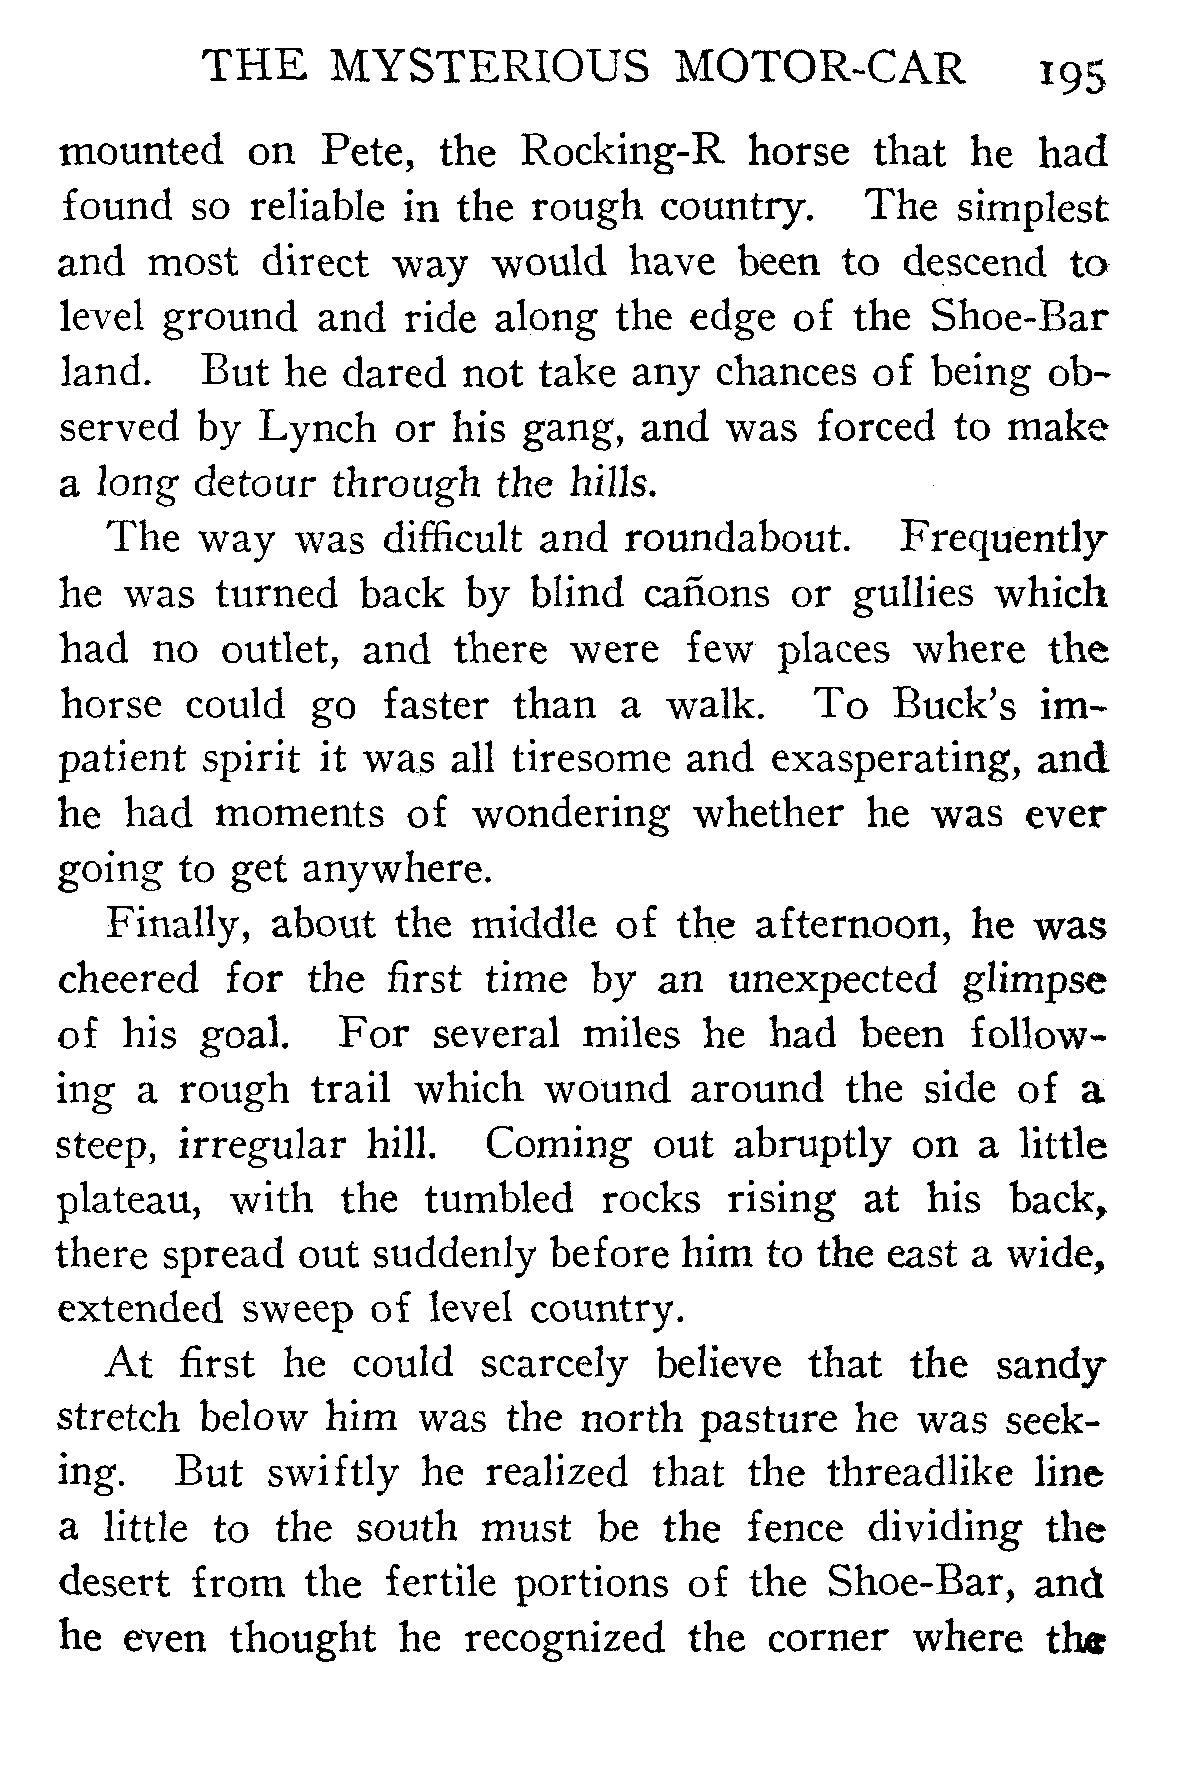 THE MYSTERIOUS MOTOR-CAR 195
mounted on Pete, the Rocking-R horse that he had
found so reliable in the rough country. The simplest
and most direct way would have been to descend to
level ground and ride along the edge of the Shoe-Bar
land. But he dared not take any chances of being ob-
served by Lynch or his gang, and was forced to make
a long detour through the hills.
The way was difficult and roundabout. Frequently
he was turned back by blind cañons or gullies which
had no outlet, and there were few places where the
horse could go faster than a walk. To Buck's im-
patient spirit it was all tiresome and exasperating, and
he had moments of wondering whether he was ever
going to get anywhere.
Finally, about the middle of the afternoon, he was
cheered for the first time by an unexpected glimpse
of his goal. For several miles he had been follow-
ing a rough trail which wound around the side of a
steep, irregular hill. Coming out abruptly on a little
plateau, with the tumbled rocks rising at his back,
there spread out suddenly before him to the east a wide,
extended sweep of level country.
At first he could scarcely believe that the sandy
stretch below him was the north pasture he was seek-
ing. But swiftly he realized that the threadlike line
a little to the south must be the fence dividing the
desert from the fertile portions of the Shoe-Bar, and
he even thought he recognized the corner where the